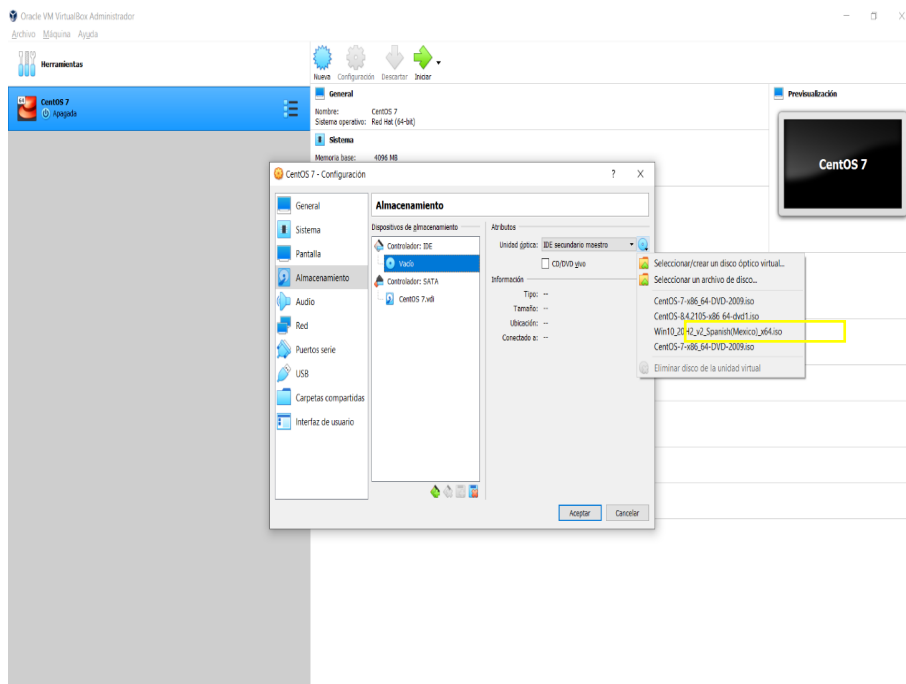 Oracle VM VirtualBox Administrador
Archivo Máquina Ayuda
Herramientas
CentOS 7
Apagada
Nueva Configuración Descartar Iniciar
General
Nombre: CentOS 7
Sistema operativo: Red Hat (64-bit)
Sistema
Memoria base: 4096 MB
Previsualización
CentOS 7
CentOS 7 - Configuración
General
Sistema
Pantalla
Almacenamiento
Audio
Red
Puertos serie
USB
Carpetas compartidas
Interfaz de usuario
Almacenamiento
Dispositivos de almacenamiento
Controlador: IDE
Vacío
Controlador: SATA
CentOS 7.vdi
Atributos
Unidad óptica: IDE secundario maestro
CD/DVD vivo
Información
Tipo: --
Tamaño: --
Ubicación: --
Conectado a: --
Seleccionar/crear un disco óptico virtual...
Seleccionar un archivo de disco...
CentOS-7-x86_64-DVD-2009.iso
CentOS-8.4.2105-x86_64-dvd1.iso
Win10_20H2_v2_Spanish(Mexico)_x64.iso
CentOS-7-x86_64-DVD-2009.iso
Eliminar disco de la unidad virtual
Aceptar Cancelar